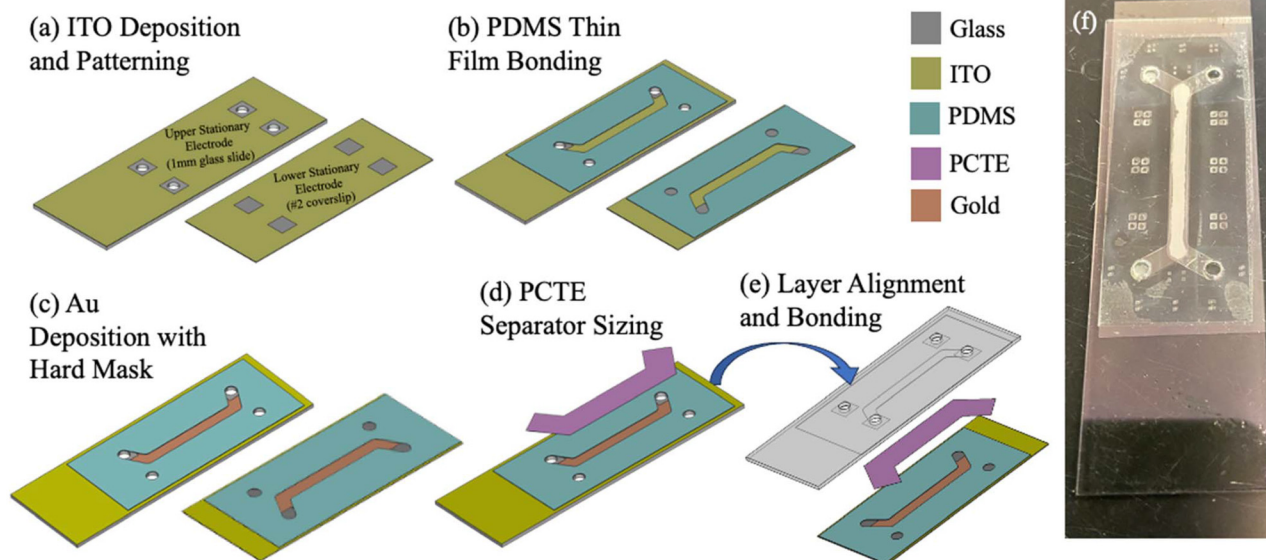 (a) ITO Deposition
and Patterning
Upper Stationary
Electrode
(1mm glass slide)
Lower Stationary
Electrode
(#2 coverslip)
(b) PDMS Thin
Film Bonding
Glass
ITO
PDMS
PCTE
Gold
(c) Au
Deposition with
Hard Mask
(d) PCTE
Separator Sizing
(e) Layer Alignment
and Bonding
(f)